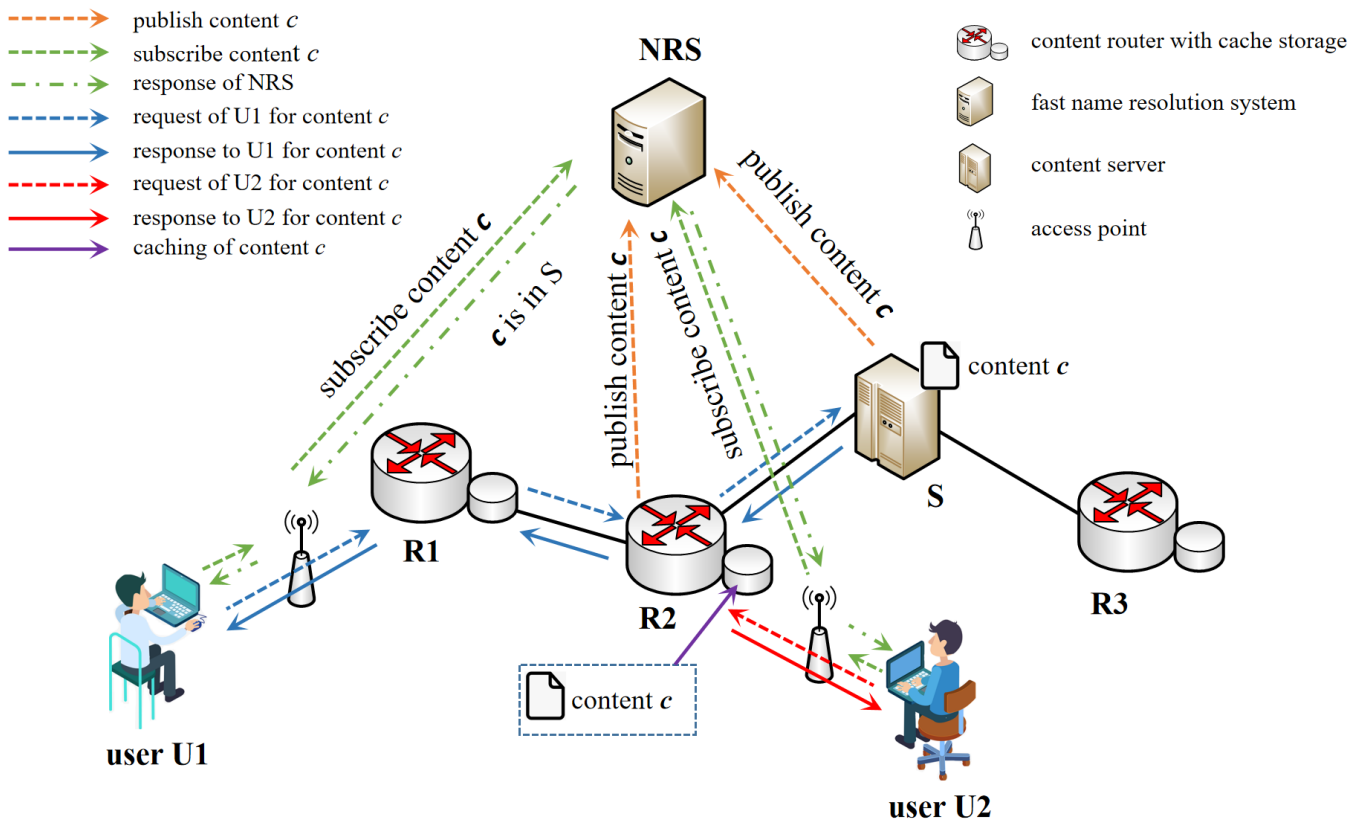 publish content c
subscribe content c
response of NRS
request of U1 for content c
response to U1 for content c
request of U2 for content c
response to U2 for content c
caching of content c
NRS
content router with cache storage
fast name resolution system
content server
access point
subscribe content c
c is in S
publish content c
subscribe content c
publish content c
content c
S
R1
R2
R3
content c
user U1
user U2